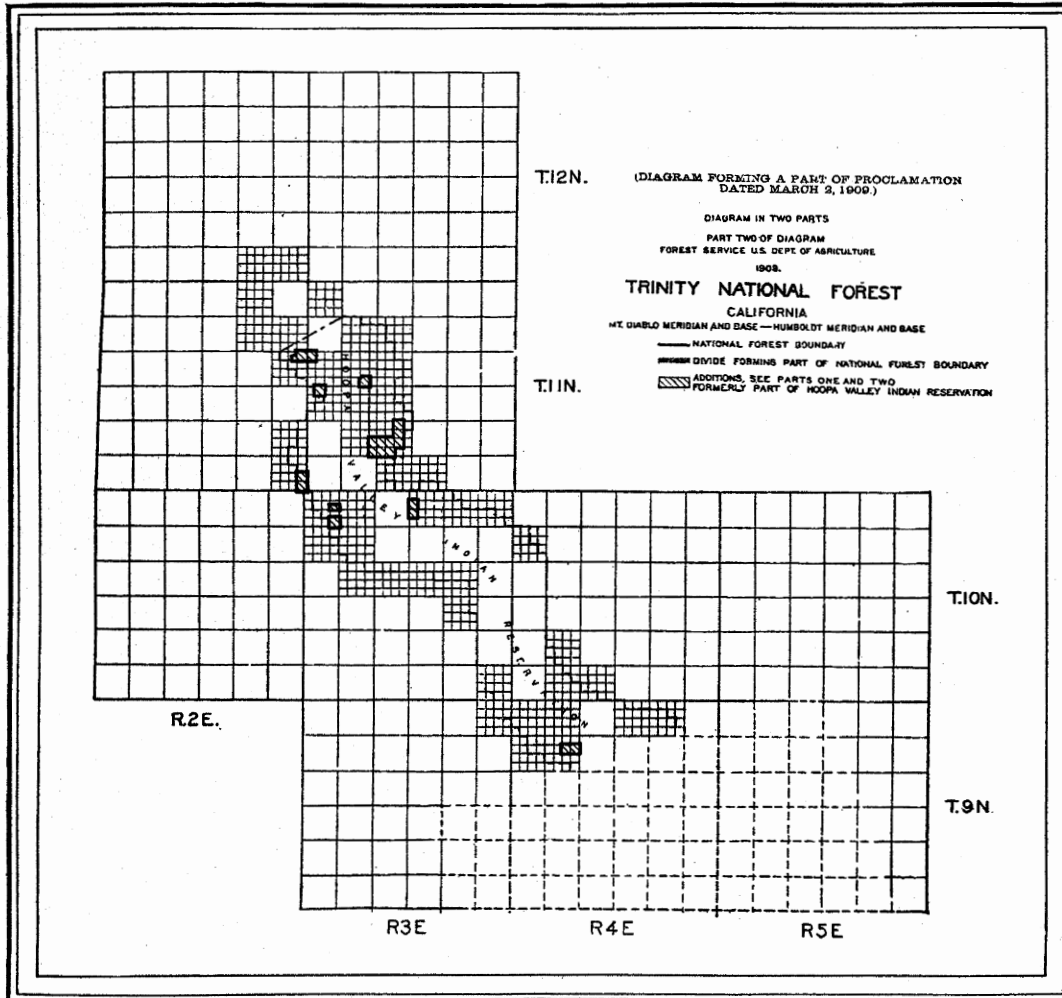 T.12N.
(DIAGRAM FORMING A PART OF PROCLAMATION
DATED MARCH 2, 1909.)
DIAGRAM IN TWO PARTS
PART TWO OF DIAGRAM
FOREST SERVICE U.S. DEPT. OF AGRICULTURE
1908.
TRINITY NATIONAL FOREST
CALIFORNIA
MT. DIABLO MERIDIAN AND BASE — HUMBOLDT MERIDIAN AND BASE
NATIONAL FOREST BOUNDARY
DIVIDE FORMING PART OF NATIONAL FOREST BOUNDARY
ADDITIONS, SEE PARTS ONE AND TWO
FORMERLY PART OF HOOPA VALLEY INDIAN RESERVATION
T.11N.
HOOPA
VALLEY
INDIAN
RESERVATION
T.10N.
R.2E.
T.9N.
R3E
R4E
R5E